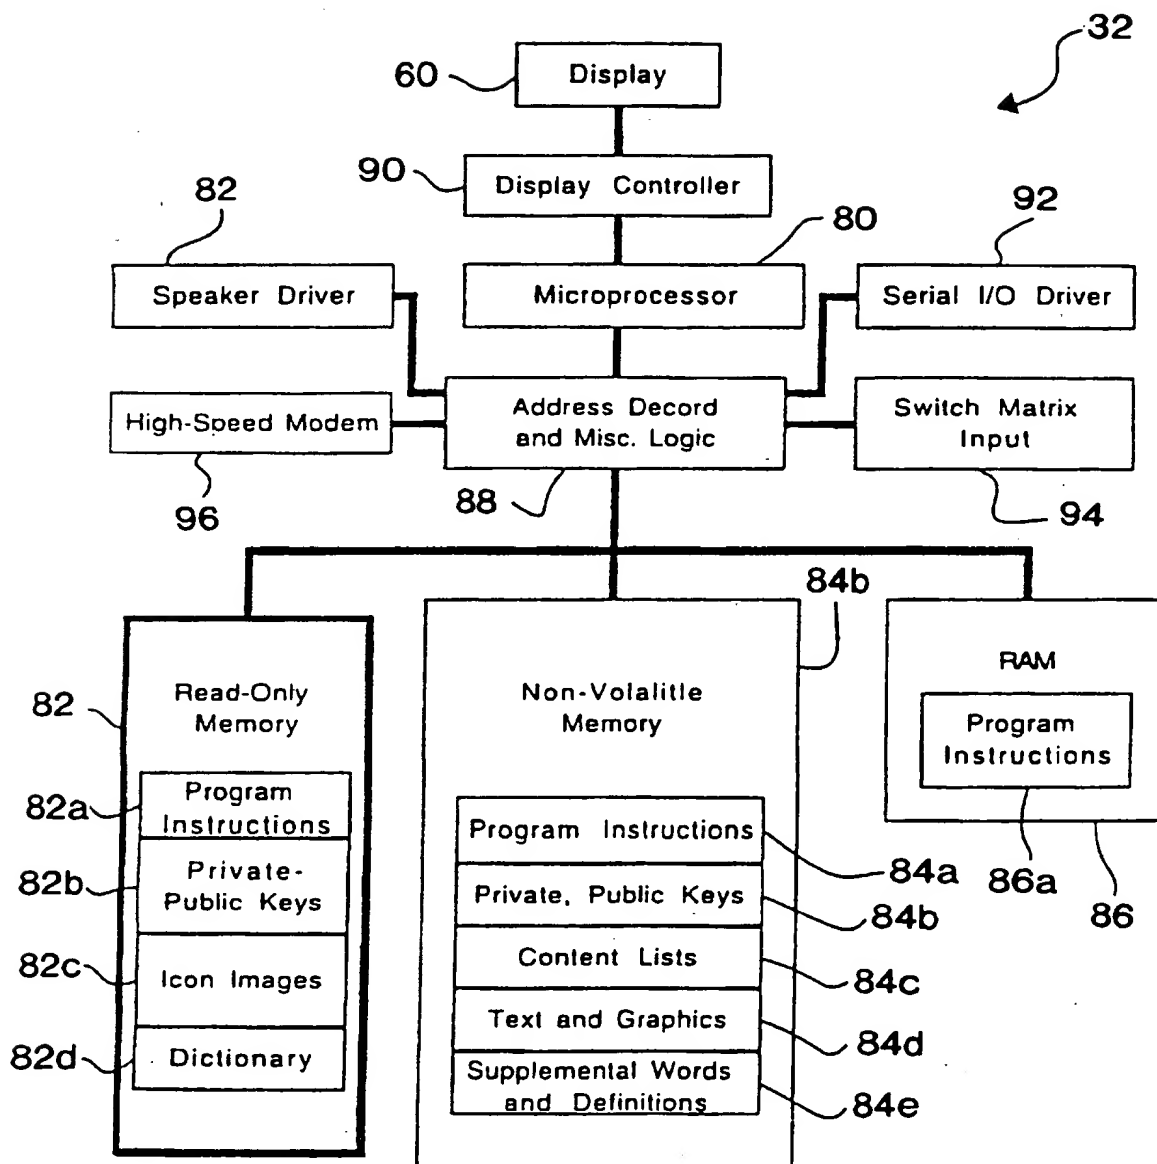 32
60
Display
90
Display Controller
82
80
92
Speaker Driver
Microprocessor
Serial I/O Driver
High-Speed Modem
Address Decord
and Misc. Logic
Switch Matrix
Input
96
88
94
84b
82
Read-Only
Memory
Non-Volalitle
Memory
RAM
Program
Instructions
82a
Program
Instructions
82b
Private-
Public Keys
82c
Icon Images
82d
Dictionary
Program Instructions
84a
Private, Public Keys
84b
Content Lists
84c
Text and Graphics
84d
Supplemental Words
and Definitions
84e
86a
86